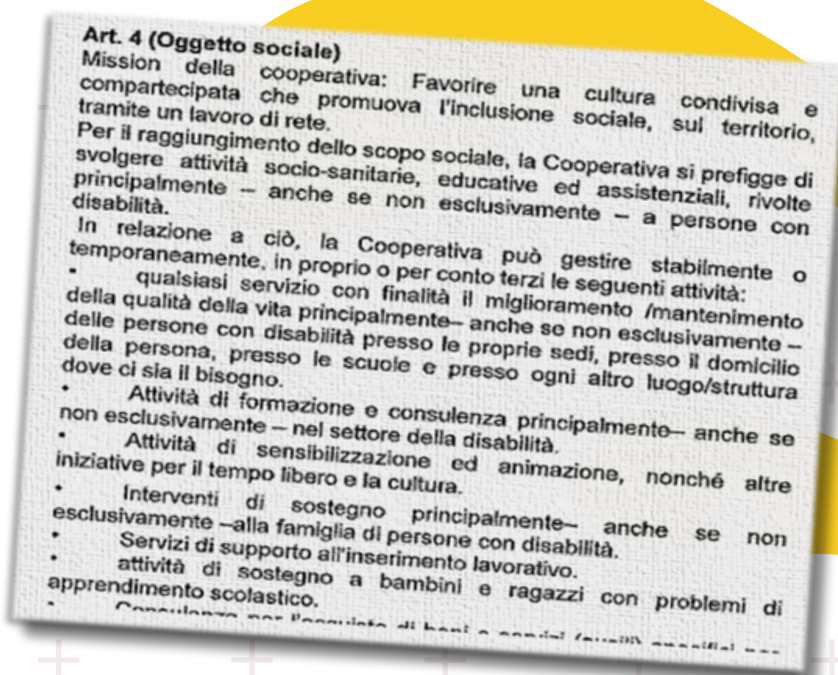 Art. 4 (Oggetto sociale)
Mission della cooperativa: Favorire una cultura condivisa e
compartecipata che promuova l'inclusione sociale, sul territorio,
tramite un lavoro di rete.
Per il raggiungimento dello scopo sociale, la Cooperativa si prefigge di
svolgere attività socio-sanitarie, educative ed assistenziali, rivolte
principalmente – anche se non esclusivamente – a persone con
disabilità.
In relazione a ciò, la Cooperativa può gestire stabilmente o
temporaneamente, in proprio o per conto terzi le seguenti attività:
• qualsiasi servizio con finalità il miglioramento /mantenimento
della qualità della vita principalmente– anche se non esclusivamente –
delle persone con disabilità presso le proprie sedi, presso il domicilio
della persona, presso le scuole e presso ogni altro luogo/struttura
dove ci sia il bisogno.
• Attività di formazione e consulenza principalmente– anche se
non esclusivamente – nel settore della disabilità.
• Attività di sensibilizzazione ed animazione, nonché altre
iniziative per il tempo libero e la cultura.
• Interventi di sostegno principalmente– anche se non
esclusivamente –alla famiglia di persone con disabilità.
• Servizi di supporto all'inserimento lavorativo.
• attività di sostegno a bambini e ragazzi con problemi di
apprendimento scolastico.